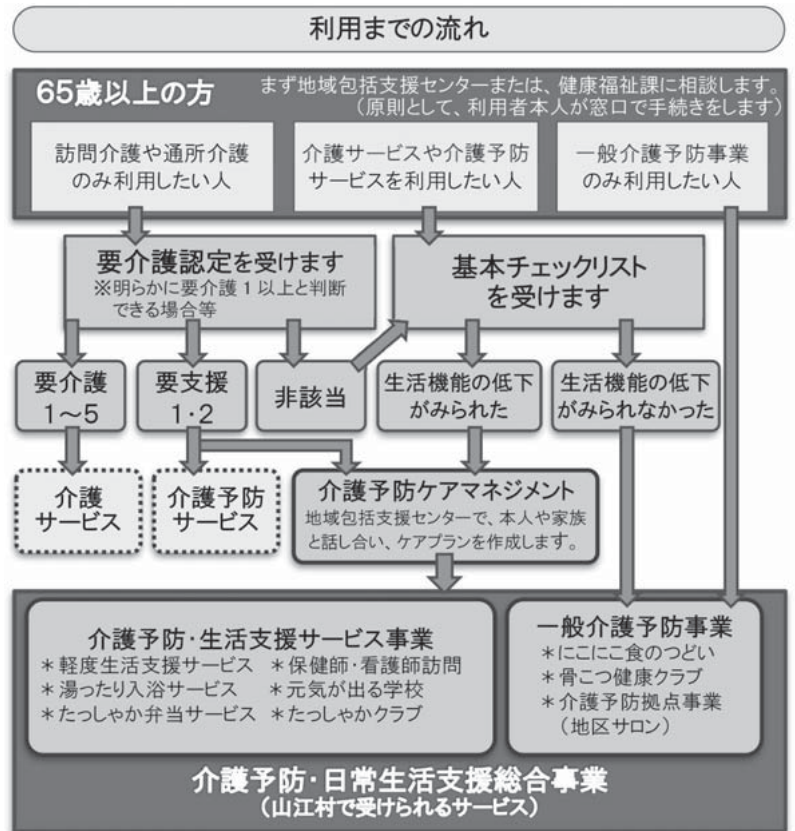 利用までの流れ
65歳以上の方
まず地域包括支援センターまたは、健康福祉課に相談します。
(原則として、利用者本人が窓口で手続きをします)
訪問介護や通所介護
のみ利用したい人
介護サービスや介護予防
サービスを利用したい人
一般介護予防事業
のみ利用したい人
要介護認定を受けます
※明らかに要介護1以上と判断
できる場合等
基本チェックリスト
を受けます
要介護
1～5
要支援
1・2
非該当
生活機能の低下
がみられた
生活機能の低下
がみられなかった
介護
サービス
介護予防
サービス
介護予防ケアマネジメント
地域包括支援センターで、本人や家族
と話し合い、ケアプランを作成します。
介護予防・生活支援サービス事業
＊軽度生活支援サービス ＊保健師・看護師訪問
＊湯ったり入浴サービス ＊元気が出る学校
＊たっしゃか弁当サービス ＊たっしゃかクラブ
一般介護予防事業
＊にこにこ食のつどい
＊骨こつ健康クラブ
＊介護予防拠点事業
(地区サロン)
介護予防・日常生活支援総合事業
(山江村で受けられるサービス)